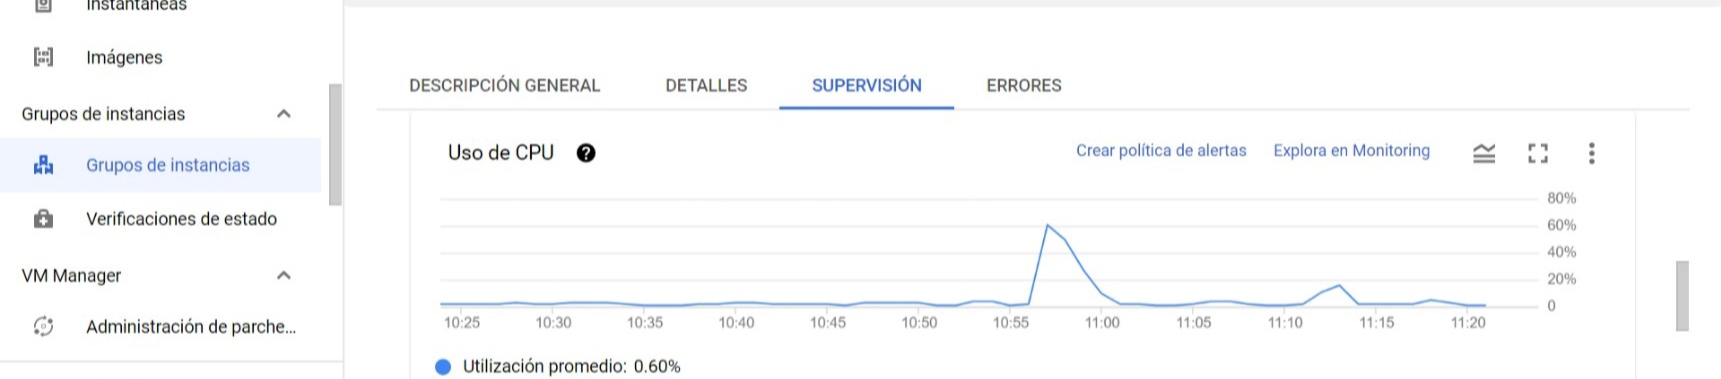 Instantáneas
Imágenes
Grupos de instancias
Grupos de instancias
Verificaciones de estado
VM Manager
Administración de parche...
DESCRIPCIÓN GENERAL DETALLES SUPERVISIÓN ERRORES
Uso de CPU ? Crear política de alertas Explora en Monitoring
80%
60%
40%
20%
0
10:25 10:30 10:35 10:40 10:45 10:50 10:55 11:00 11:05 11:10 11:15 11:20
Utilización promedio: 0.60%